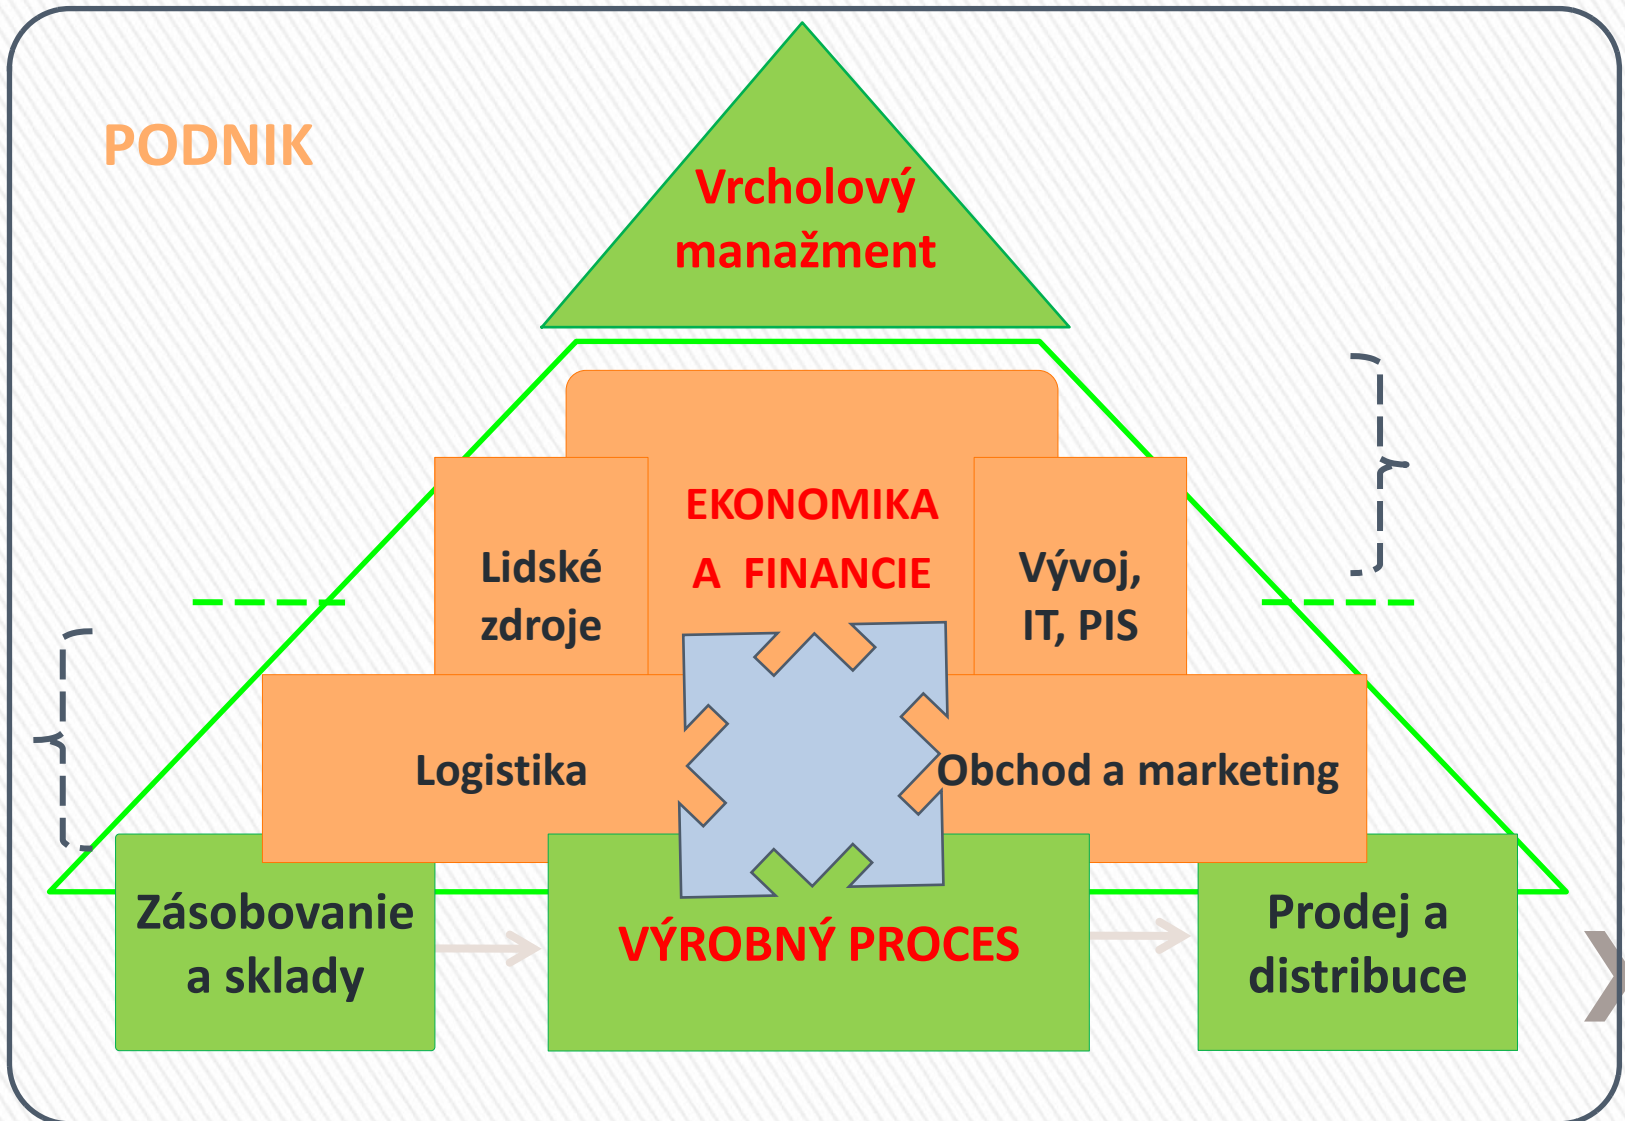 PODNIK
Vrcholový
manažment
EKONOMIKA
A FINANCIE
Lidské
zdroje
Vývoj,
IT, PIS
Logistika
Obchod a marketing
Zásobovanie
a sklady
VÝROBNÝ PROCES
Prodej a
distribuce